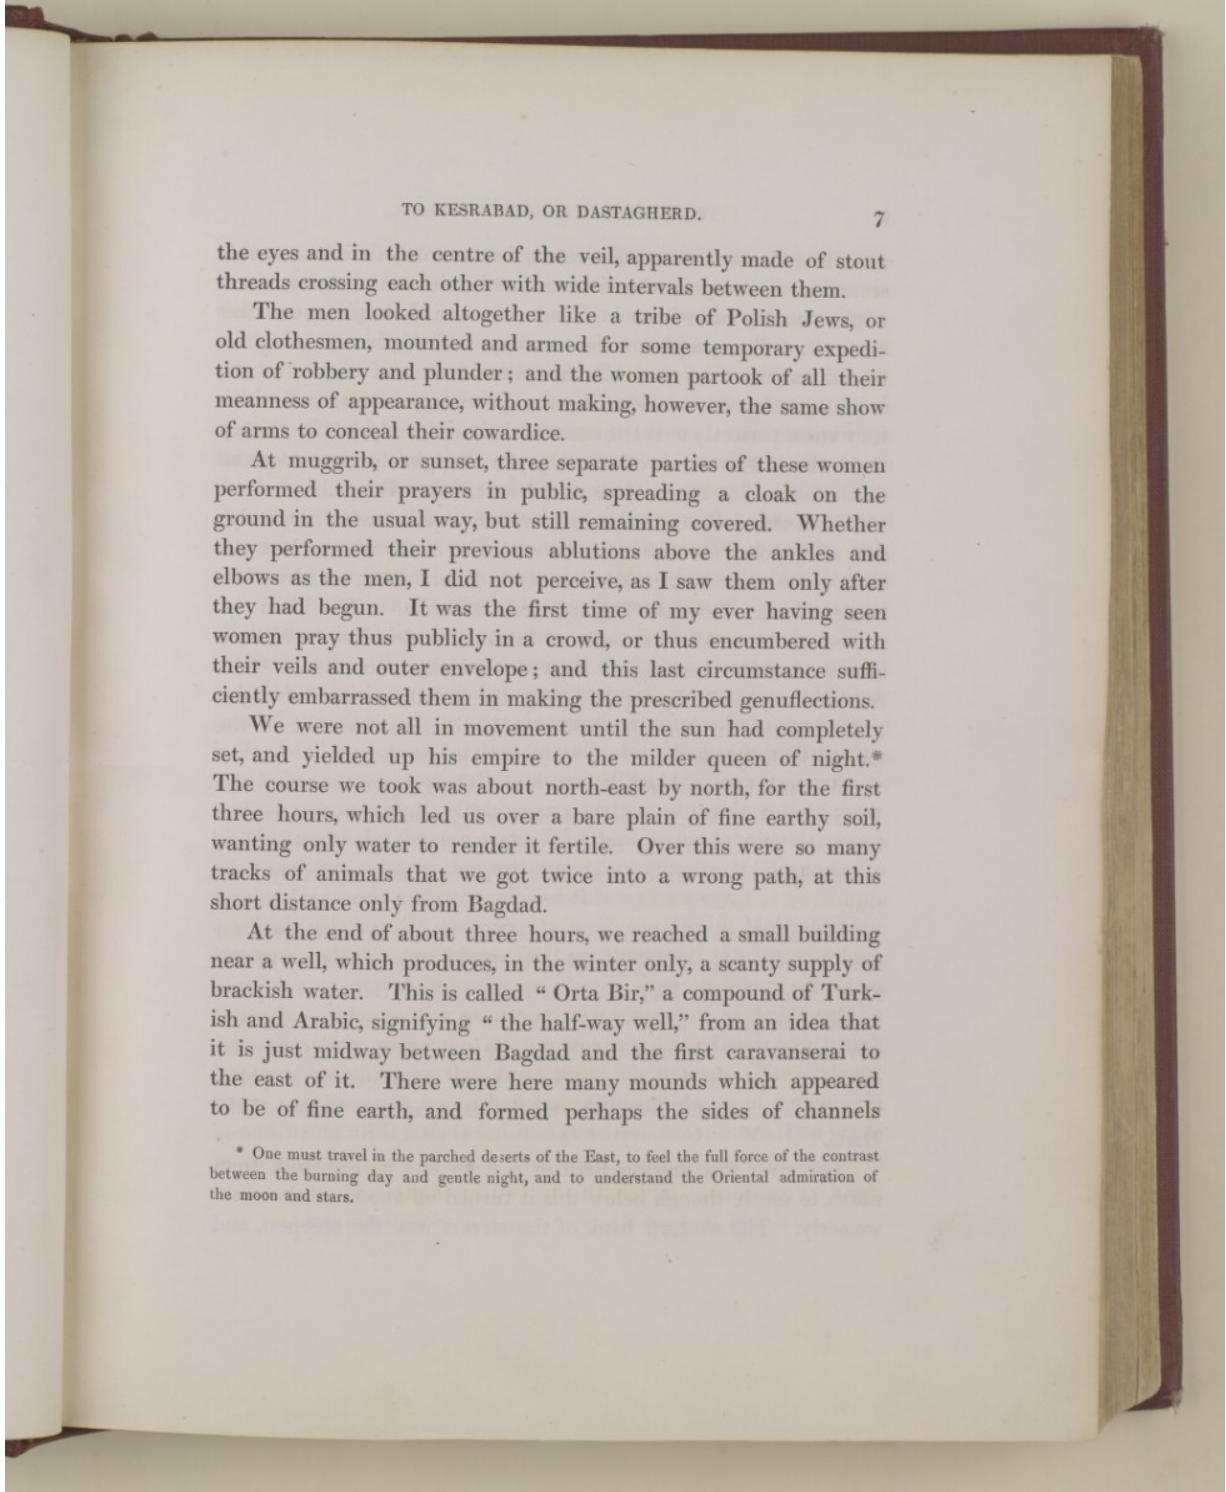 TO KESRABAD, OR DASTAGHERD. 7
the eyes and in the centre of the veil, apparently made of stout
threads crossing each other with wide intervals between them.
The men looked altogether like a tribe of Polish Jews, or
old clothesmen, mounted and armed for some temporary expedi-
tion of robbery and plunder; and the women partook of all their
meanness of appearance, without making, however, the same show
of arms to conceal their cowardice.
At muggrib, or sunset, three separate parties of these women
performed their prayers in public, spreading a cloak on the
ground in the usual way, but still remaining covered. Whether
they performed their previous ablutions above the ankles and
elbows as the men, I did not perceive, as I saw them only after
they had begun. It was the first time of my ever having seen
women pray thus publicly in a crowd, or thus encumbered with
their veils and outer envelope; and this last circumstance suffi-
ciently embarrassed them in making the prescribed genuflections.
We were not all in movement until the sun had completely
set, and yielded up his empire to the milder queen of night.*
The course we took was about north-east by north, for the first
three hours, which led us over a bare plain of fine earthy soil,
wanting only water to render it fertile. Over this were so many
tracks of animals that we got twice into a wrong path, at this
short distance only from Bagdad.
At the end of about three hours, we reached a small building
near a well, which produces, in the winter only, a scanty supply of
brackish water. This is called “ Orta Bir,” a compound of Turk-
ish and Arabic, signifying “ the half-way well,” from an idea that
it is just midway between Bagdad and the first caravanserai to
the east of it. There were here many mounds which appeared
to be of fine earth, and formed perhaps the sides of channels
* One must travel in the parched deserts of the East, to feel the full force of the contrast
between the burning day and gentle night, and to understand the Oriental admiration of
the moon and stars.